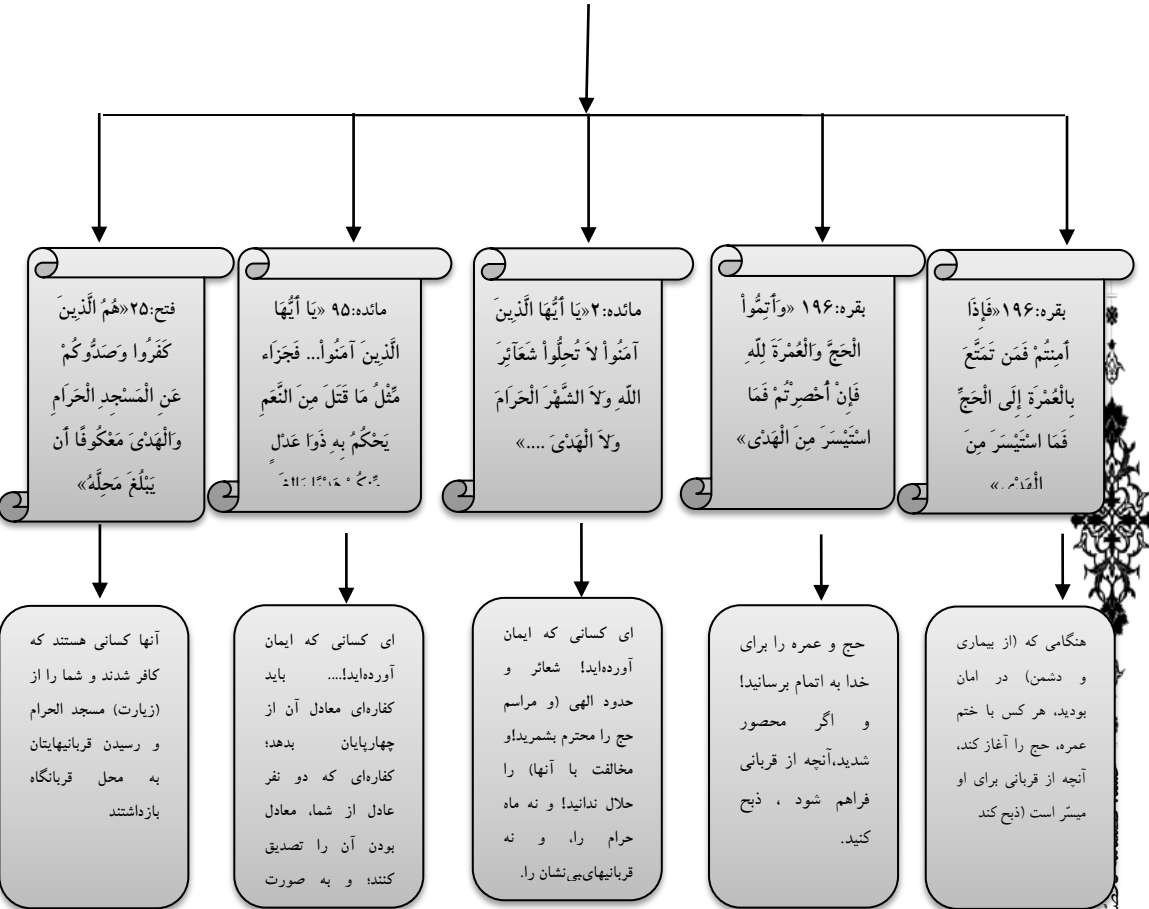 بقره:۱۹۶«فَإِذَا
أَمِنتُمْ فَمَن تَمَتَّعَ
بِالْعُمْرَةِ إِلَى الْحَجِّ
فَمَا اسْتَيْسَرَ مِنَ
الْهَدْيِ»
بقره:۱۹۶ «وَأَتِمُّواْ
الْحَجَّ وَالْعُمْرَةَ لِلّهِ
فَإِنْ أُحْصِرْتُمْ فَمَا
اسْتَيْسَرَ مِنَ الْهَدْيِ»
مائده:۲«يَا أَيُّهَا الَّذِينَ
آمَنُواْ لاَ تُحِلُّواْ شَعَآئِرَ
اللّهِ وَلاَ الشَّهْرَ الْحَرَامَ
وَلاَ الْهَدْيَ ....»
مائده:۹۵ «يَا أَيُّهَا
الَّذِينَ آمَنُواْ... فَجَزَاء
مِّثْلُ مَا قَتَلَ مِنَ النَّعَمِ
يَحْكُمُ بِهِ ذَوَا عَدْلٍ
فتح:۲۵«هُمُ الَّذِينَ
كَفَرُوا وَصَدُّوكُمْ
عَنِ الْمَسْجِدِ الْحَرَامِ
وَالْهَدْيَ مَعْكُوفًا أَن
يَبْلُغَ مَحِلَّهُ»
هنگامی که (از بیماری
و دشمن) در امان
بودید، هر کس با ختم
عمره، حج را آغاز کند،
آنچه از قربانی برای او
میسّر است (ذبح کند
حج و عمره را برای
خدا به اتمام برسانید!
و اگر محصور
شدید،آنچه از قربانی
فراهم شود ، ذبح
کنید.
ای کسانی که ایمان
آورده‌اید! شعائر و
حدود الهی (و مراسم
حج را محترم بشمرید!و
مخالفت با آنها) را
حلال ندانید! و نه ماه
حرام را، و نه
قربانیهای‌بی‌نشان را.
ای کسانی که ایمان
آورده‌اید!.... باید
کفاره‌ای معادل آن از
چهارپایان بدهد؛
کفاره‌ای که دو نفر
عادل از شما، معادل
بودن آن را تصدیق
کنند؛ و به صورت
آنها کسانی هستند که
کافر شدند و شما را از
(زیارت) مسجد الحرام
و رسیدن قربانیهایتان
به محل قربانگاه
بازداشتند